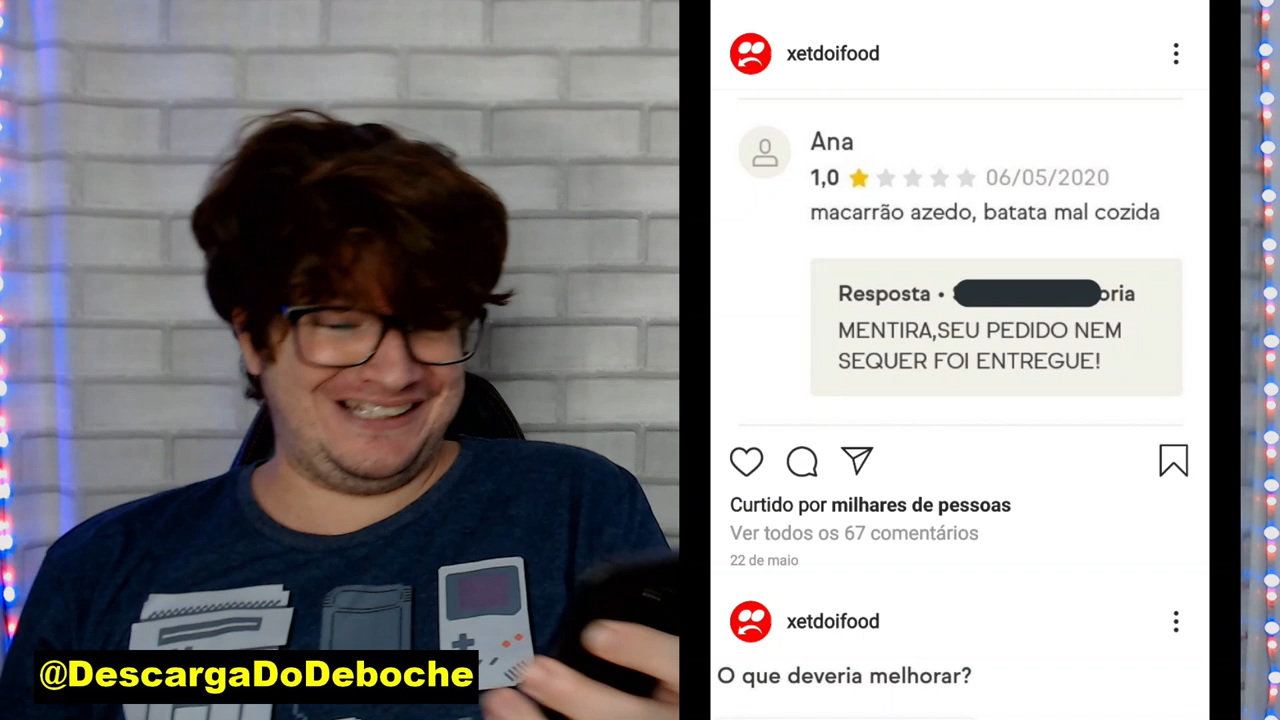 xetdoifood
Ana
1,0 06/05/2020
macarrão azedo, batata mal cozida
Resposta • oria
MENTIRA,SEU PEDIDO NEM
SEQUER FOI ENTREGUE!
Curtido por milhares de pessoas
Ver todos os 67 comentários
22 de maio
xetdoifood
O que deveria melhorar?
@DescargaDoDeboche